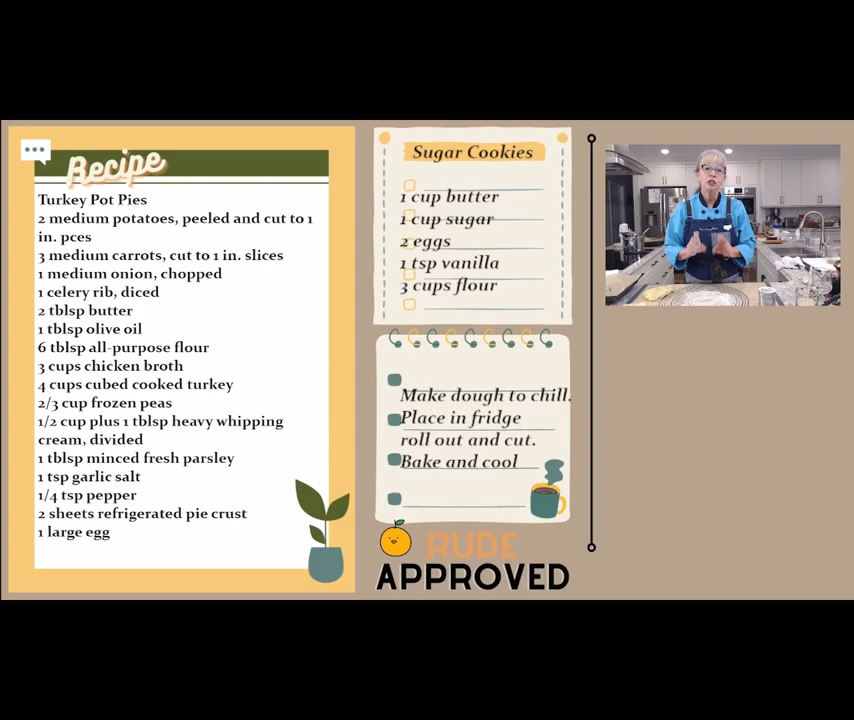 Recipe
Turkey Pot Pies
2 medium potatoes, peeled and cut to 1
in. pces
3 medium carrots, cut to 1 in. slices
1 medium onion, chopped
1 celery rib, diced
2 tblsp butter
1 tblsp olive oil
6 tblsp all-purpose flour
3 cups chicken broth
4 cups cubed cooked turkey
2/3 cup frozen peas
1/2 cup plus 1 tblsp heavy whipping
cream, divided
1 tblsp minced fresh parsley
1 tsp garlic salt
1/4 tsp pepper
2 sheets refrigerated pie crust
1 large egg
Sugar Cookies
1 cup butter
1 cup sugar
2 eggs
1 tsp vanilla
3 cups flour
Make dough to chill.
Place in fridge
roll out and cut.
Bake and cool
RUDE
APPROVED